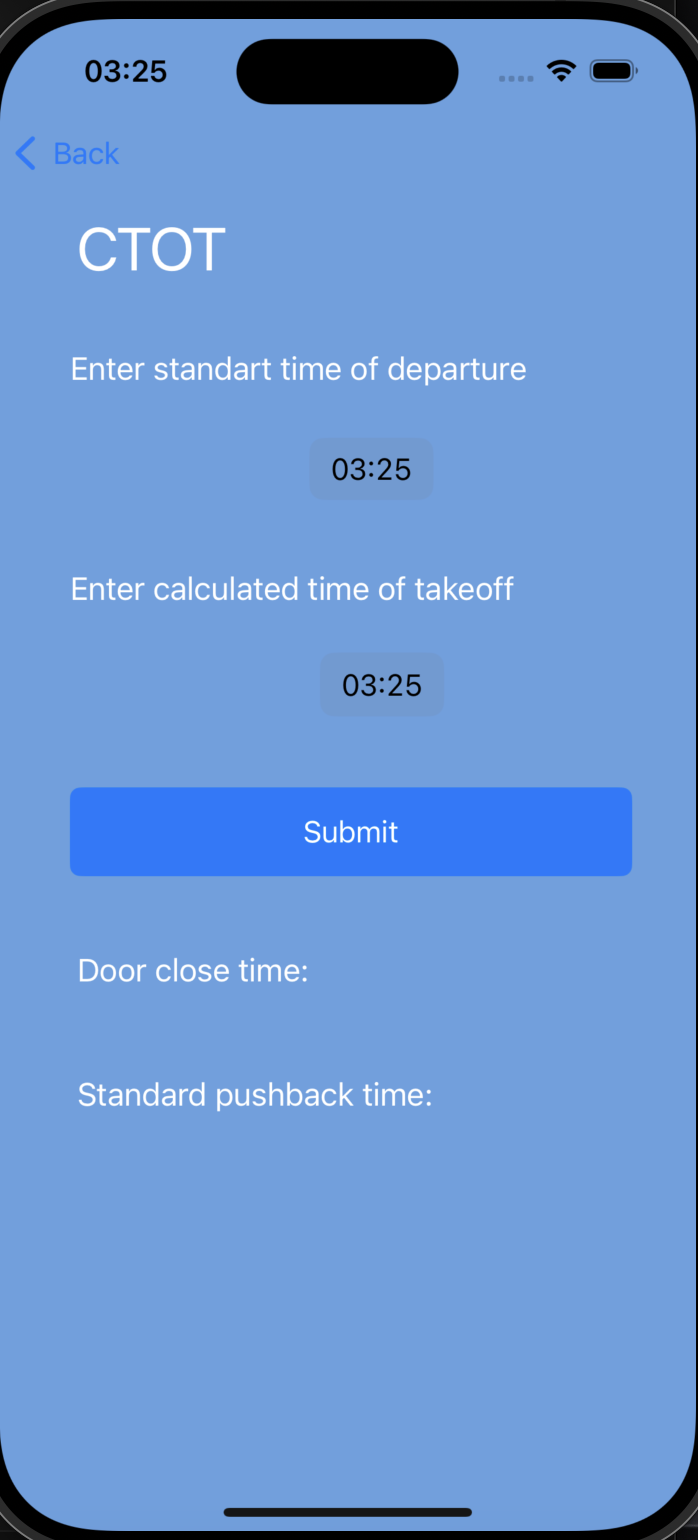 03:25
Back
CTOT
Enter standart time of departure
03:25
Enter calculated time of takeoff
03:25
Submit
Door close time:
Standard pushback time: